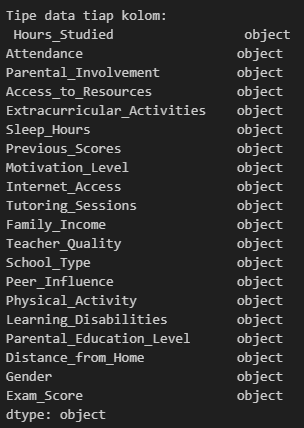 Tipe data tiap kolom:
Hours_Studied object
Attendance object
Parental_Involvement object
Access_to_Resources object
Extracurricular_Activities object
Sleep_Hours object
Previous_Scores object
Motivation_Level object
Internet_Access object
Tutoring_Sessions object
Family_Income object
Teacher_Quality object
School_Type object
Peer_Influence object
Physical_Activity object
Learning_Disabilities object
Parental_Education_Level object
Distance_from_Home object
Gender object
Exam_Score object
dtype: object